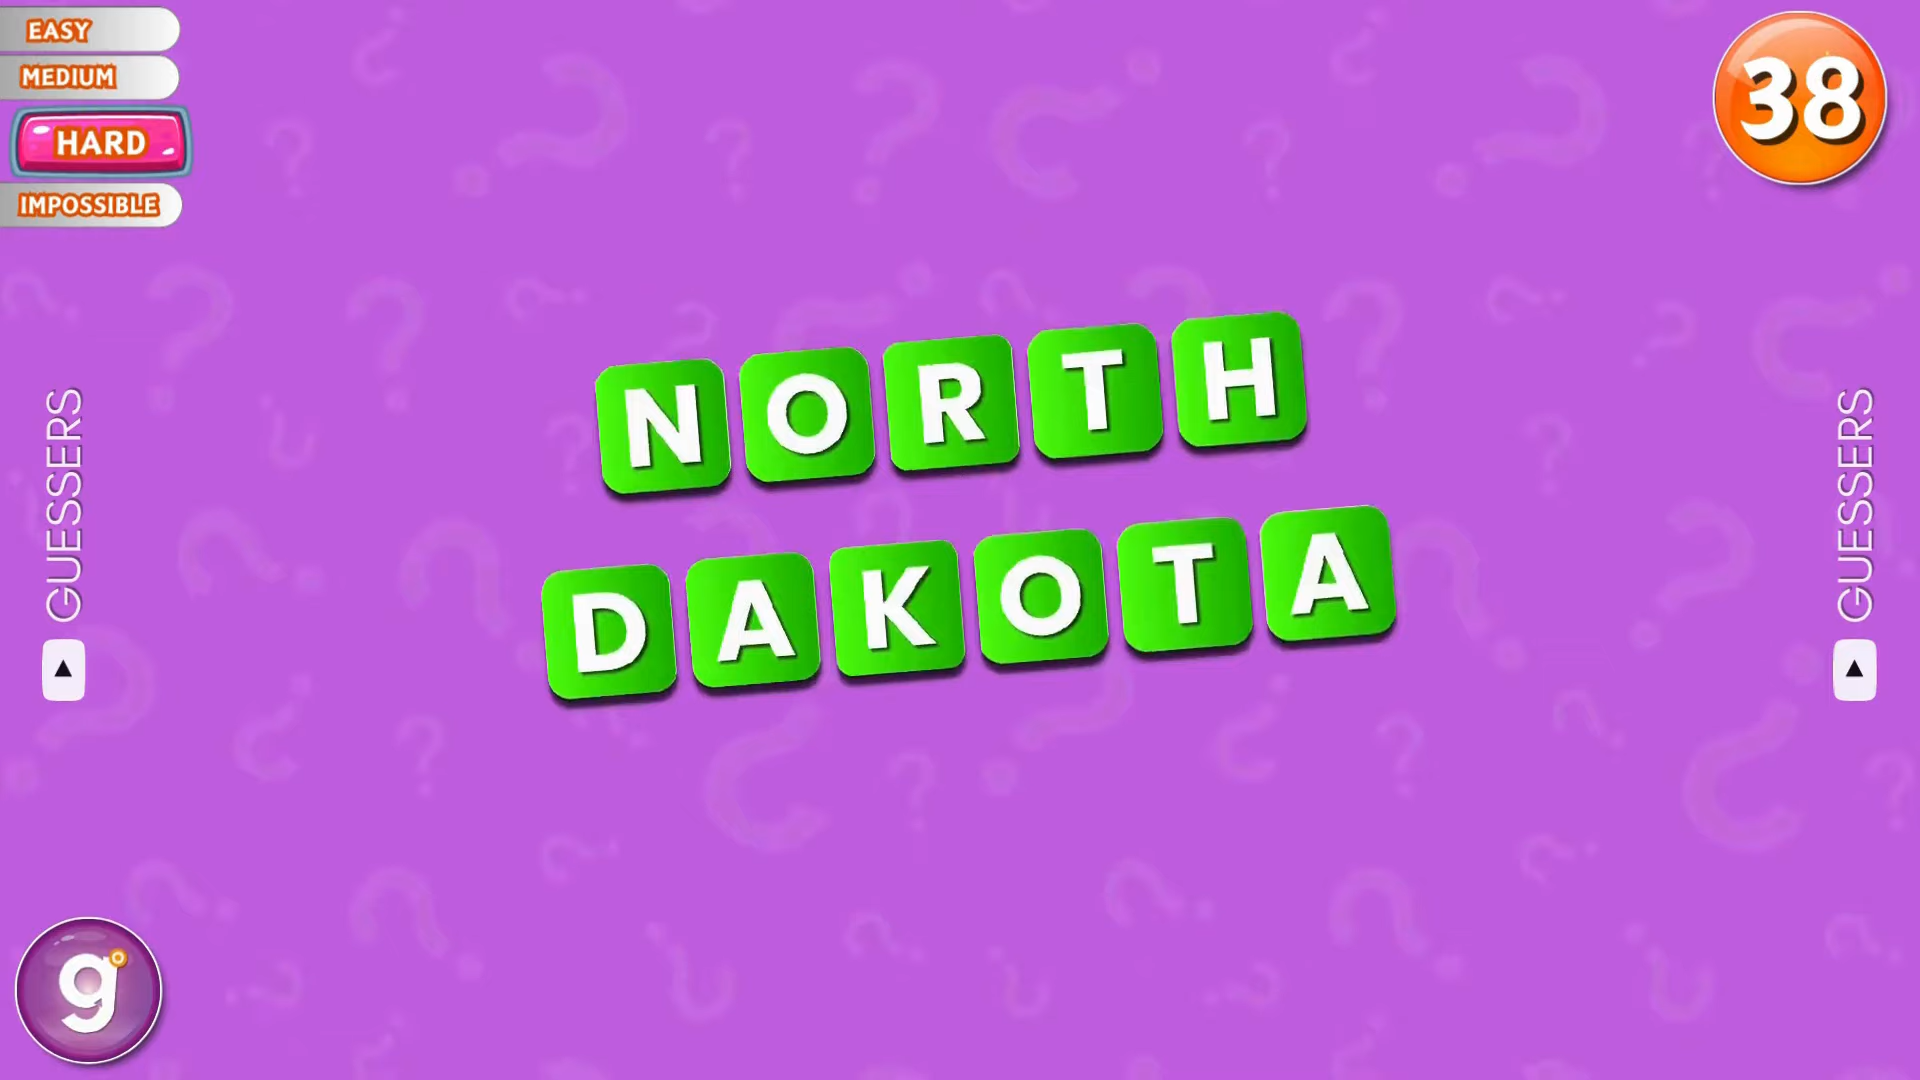 EASY
MEDIUM
HARD
IMPOSSIBLE
38
NORTH
DAKOTA
GUESSERS
GUESSERS
g